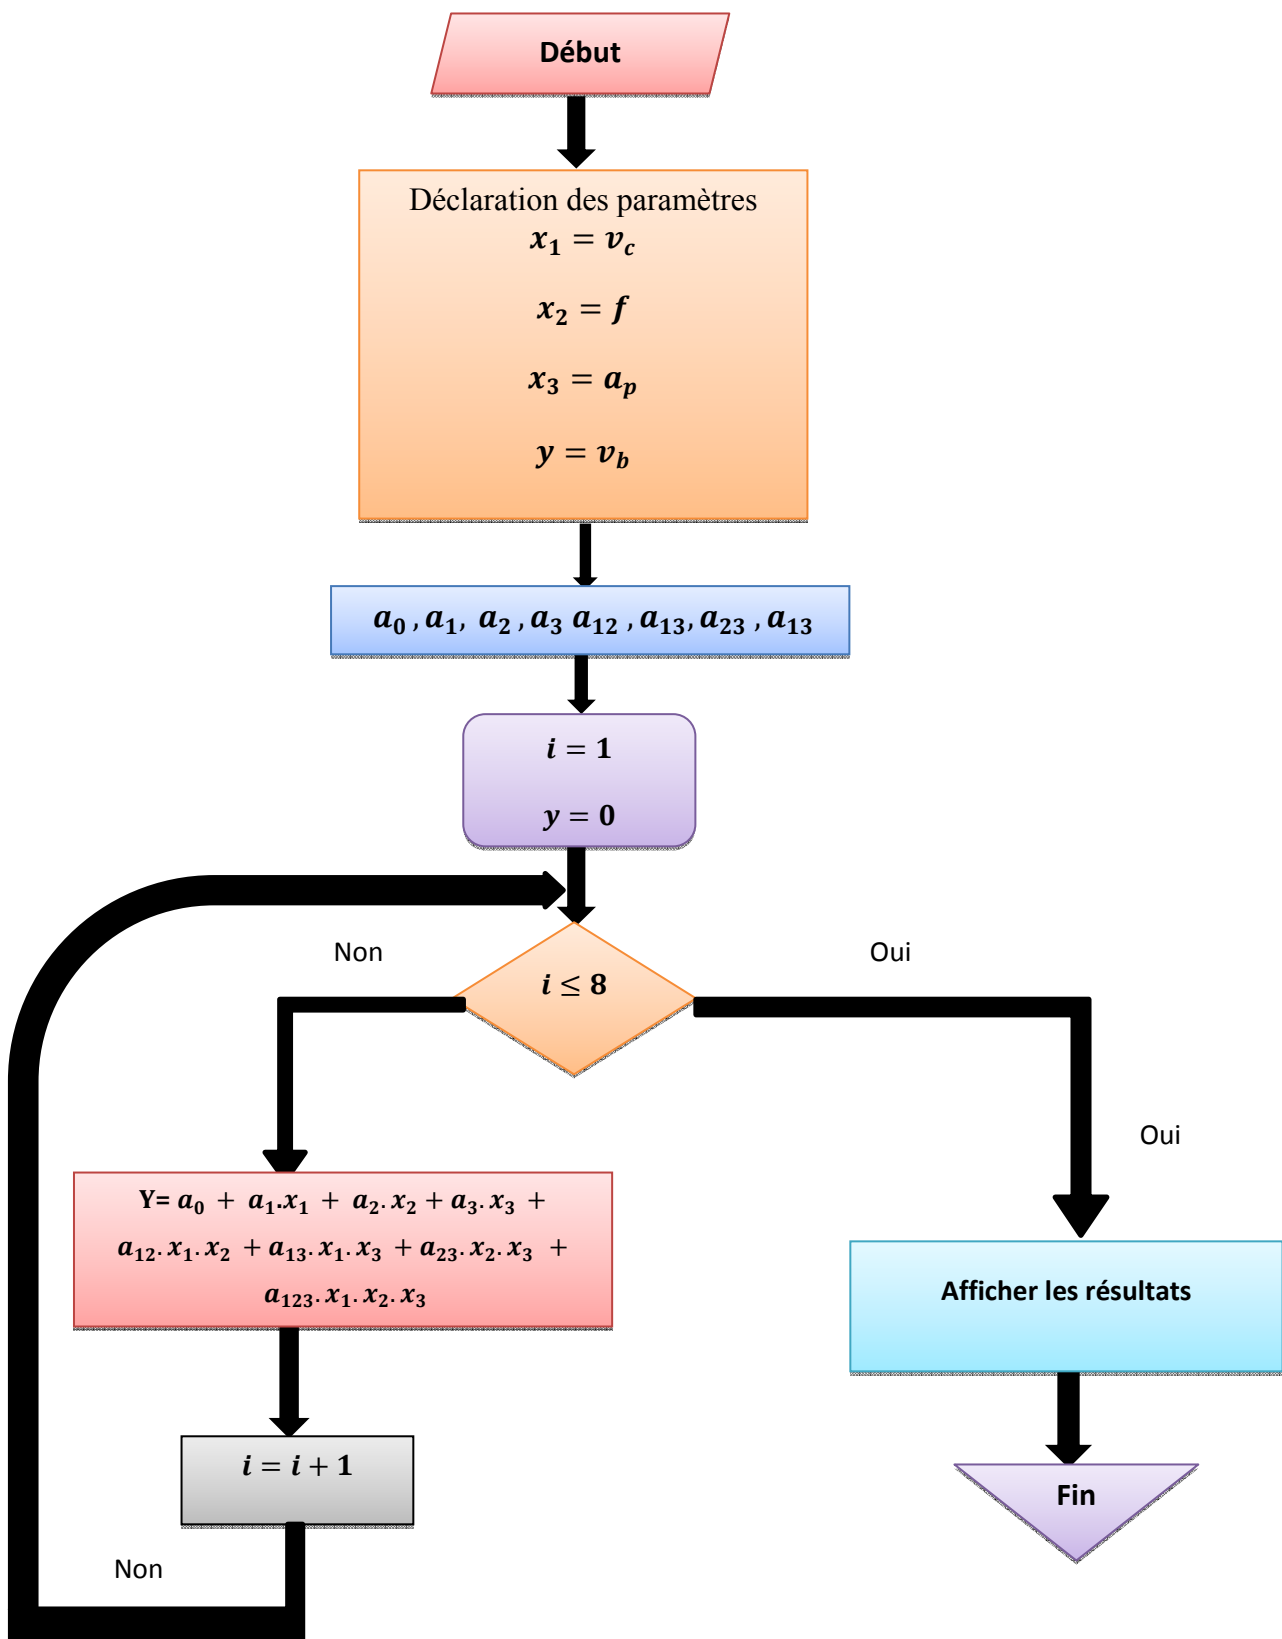 Début
Déclaration des paramètres
x₁ = v_c
x₂ = f
x₃ = a_p
y = v_b
a₀ , a₁, a₂ , a₃ a₁₂ , a₁₃, a₂₃ , a₁₃
i = 1
y = 0
Non
Oui
i ≤ 8
Oui
Y= a₀ + a₁.x₁ + a₂.x₂ + a₃.x₃ +
a₁₂.x₁.x₂ + a₁₃.x₁.x₃ + a₂₃.x₂.x₃ +
a₁₂₃.x₁.x₂.x₃
Afficher les résultats
i = i + 1
Fin
Non